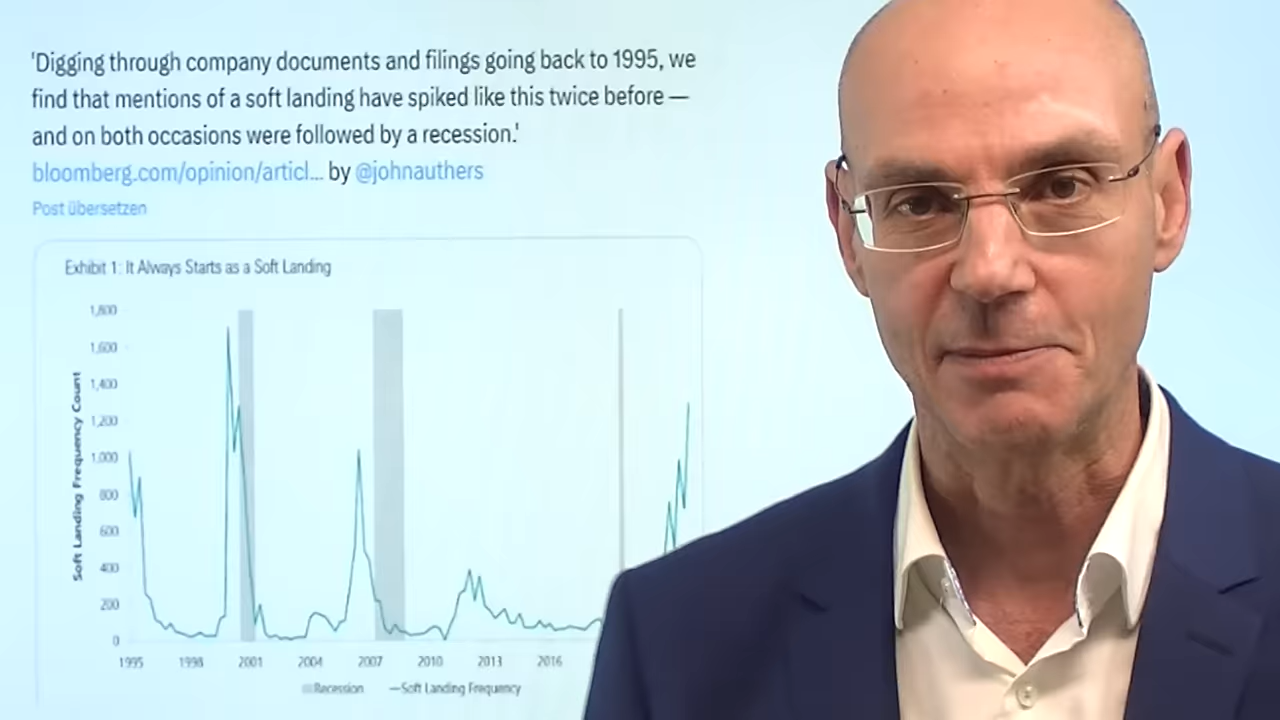 'Digging through company documents and filings going back to 1995, we
find that mentions of a soft landing have spiked like this twice before —
and on both occasions were followed by a recession.'
bloomberg.com/opinion/articl... by @johnauthers
Post übersetzen
Exhibit 1: It Always Starts as a Soft Landing
Soft Landing Frequency Count
1,800
1,600
1,400
1,200
1,000
800
600
400
200
0
1995 1998 2001 2004 2007 2010 2013 2016
Recession Soft Landing Frequency